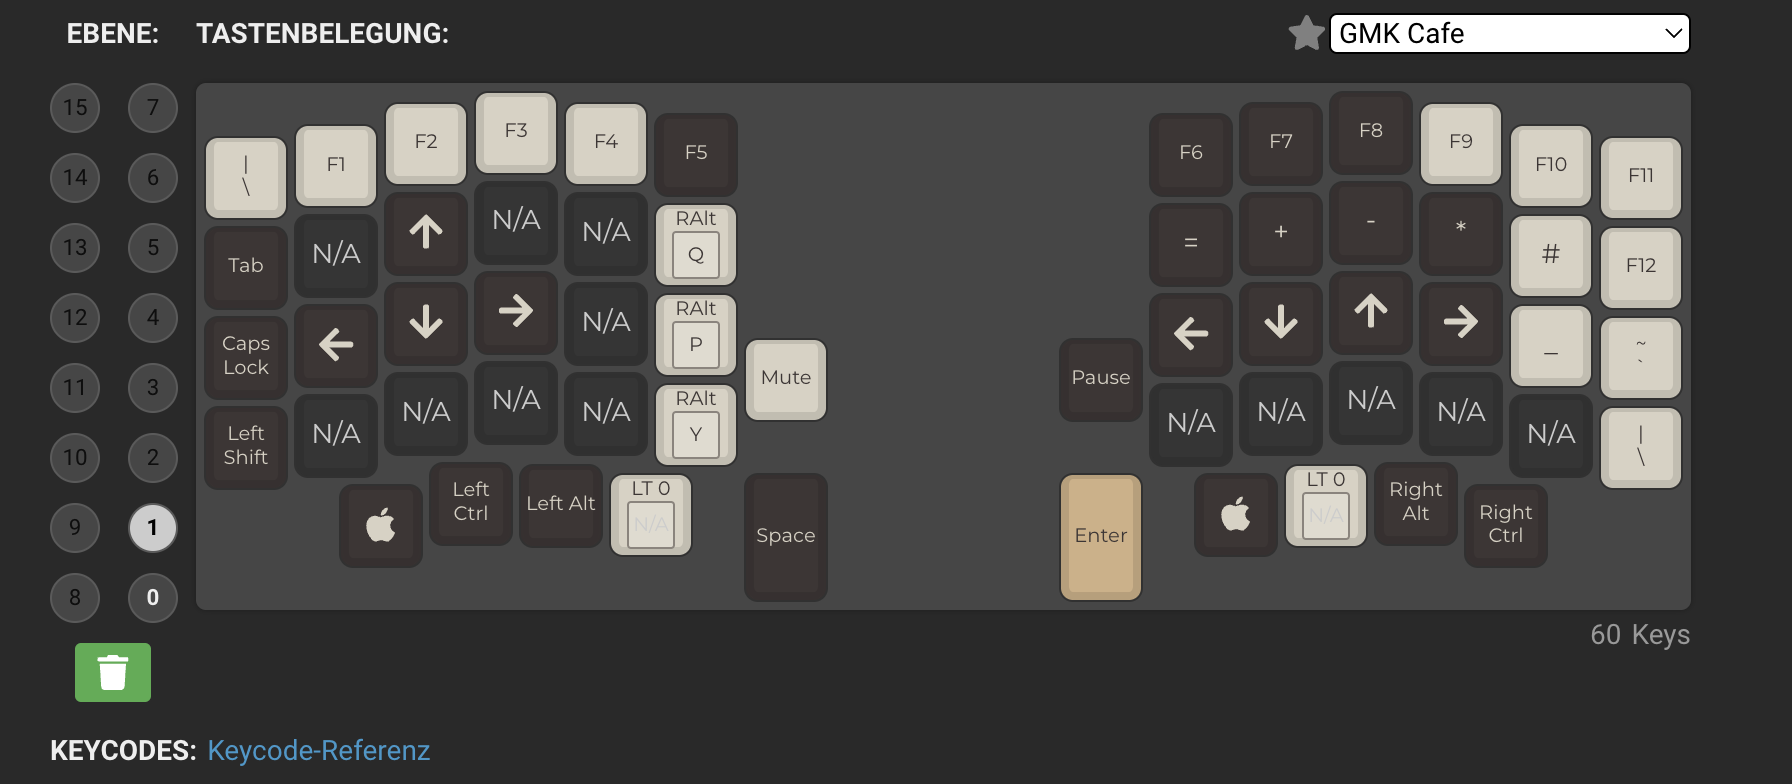 EBENE: TASTENBELEGUNG: GMK Cafe
15 7
14 6
13 5
12 4
11 3
10 2
9 1
8 0
| \ F1 F2 F3 F4 F5 F6 F7 F8 F9 F10 F11
Tab N/A ↑ N/A N/A RAlt Q = + - * # F12
Caps Lock ← ↓ → N/A RAlt P ← ↓ ↑ → _ ~ `
Left Shift N/A N/A N/A N/A RAlt Y N/A N/A N/A N/A N/A | \
Mute Pause
Left Ctrl Left Alt LT 0 N/A Space Enter LT 0 N/A Right Alt Right Ctrl
60 Keys
KEYCODES: Keycode-Referenz